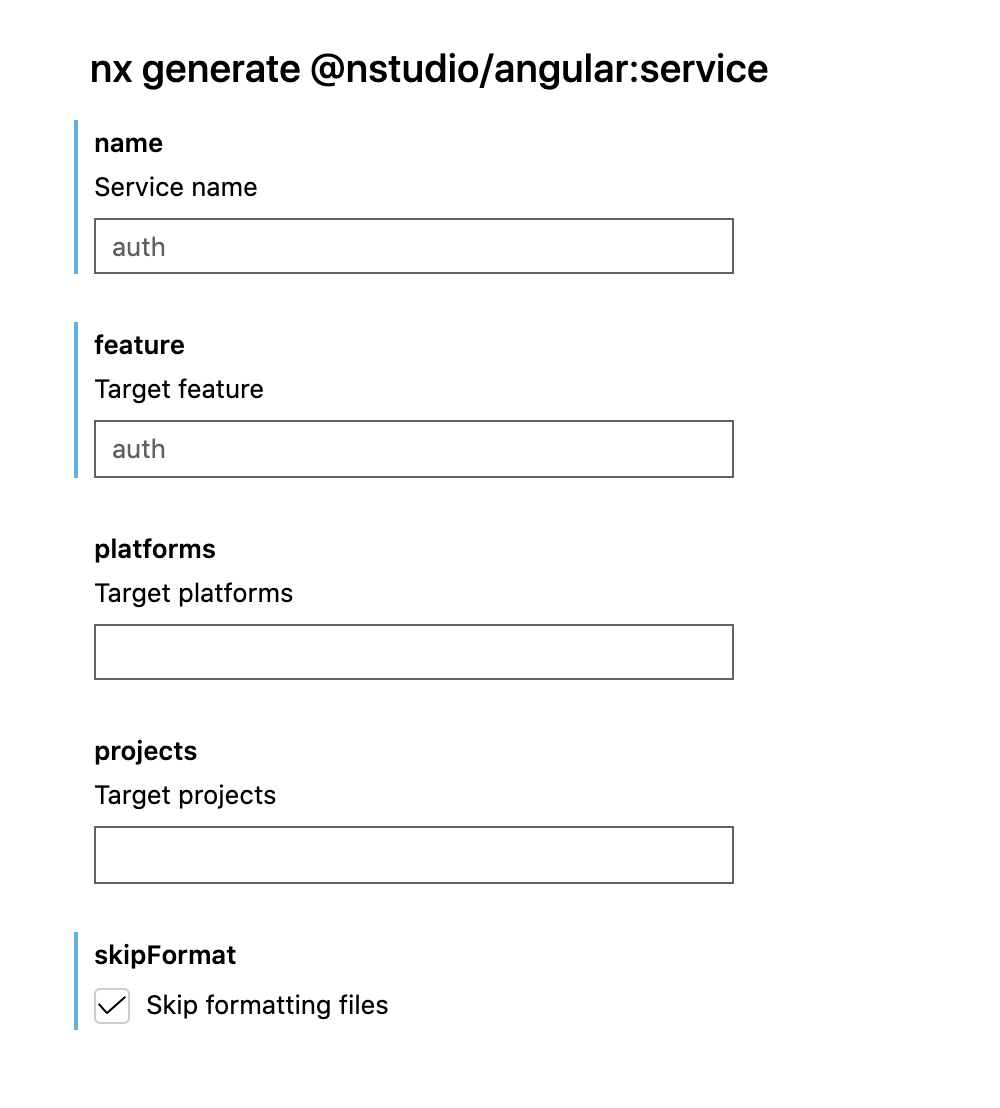 nx generate @nstudio/angular:service
name
Service name
auth
feature
Target feature
auth
platforms
Target platforms
projects
Target projects
skipFormat
Skip formatting files